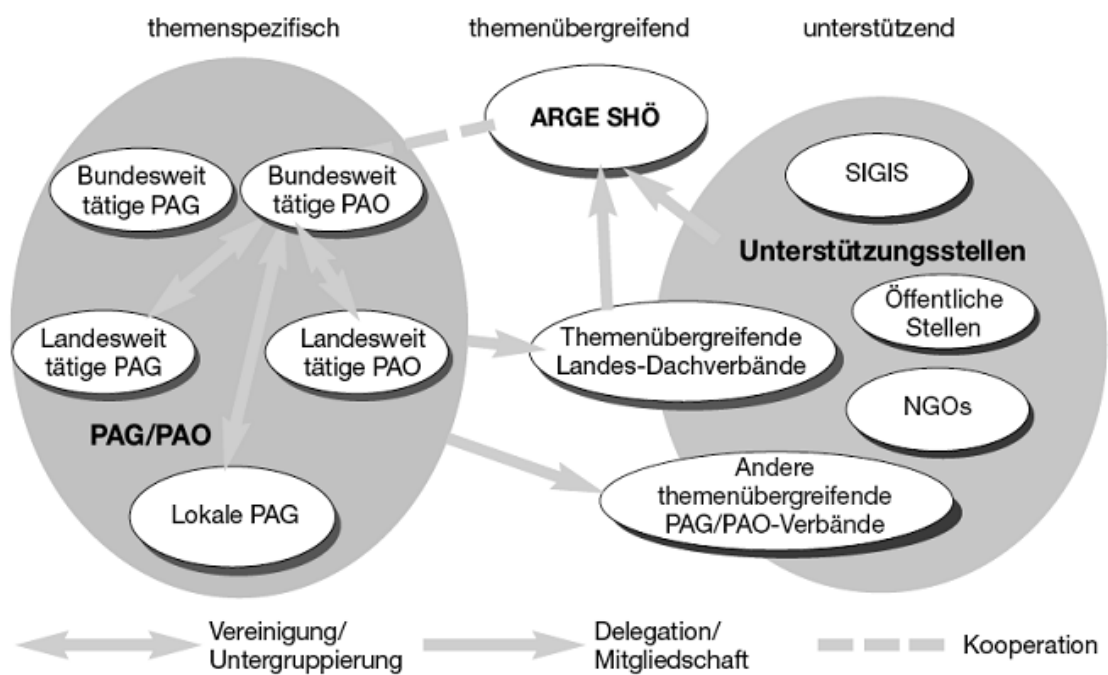 themenspezifisch
themenübergreifend
unterstützend
ARGE SHÖ
Bundesweit
tätige PAG
Bundesweit
tätige PAO
SIGIS
Unterstützungsstellen
Öffentliche
Stellen
Landesweit
tätige PAG
Landesweit
tätige PAO
Themenübergreifende
Landes-Dachverbände
NGOs
PAG/PAO
Lokale PAG
Andere
themenübergreifende
PAG/PAO-Verbände
Vereinigung/
Untergruppierung
Delegation/
Mitgliedschaft
Kooperation